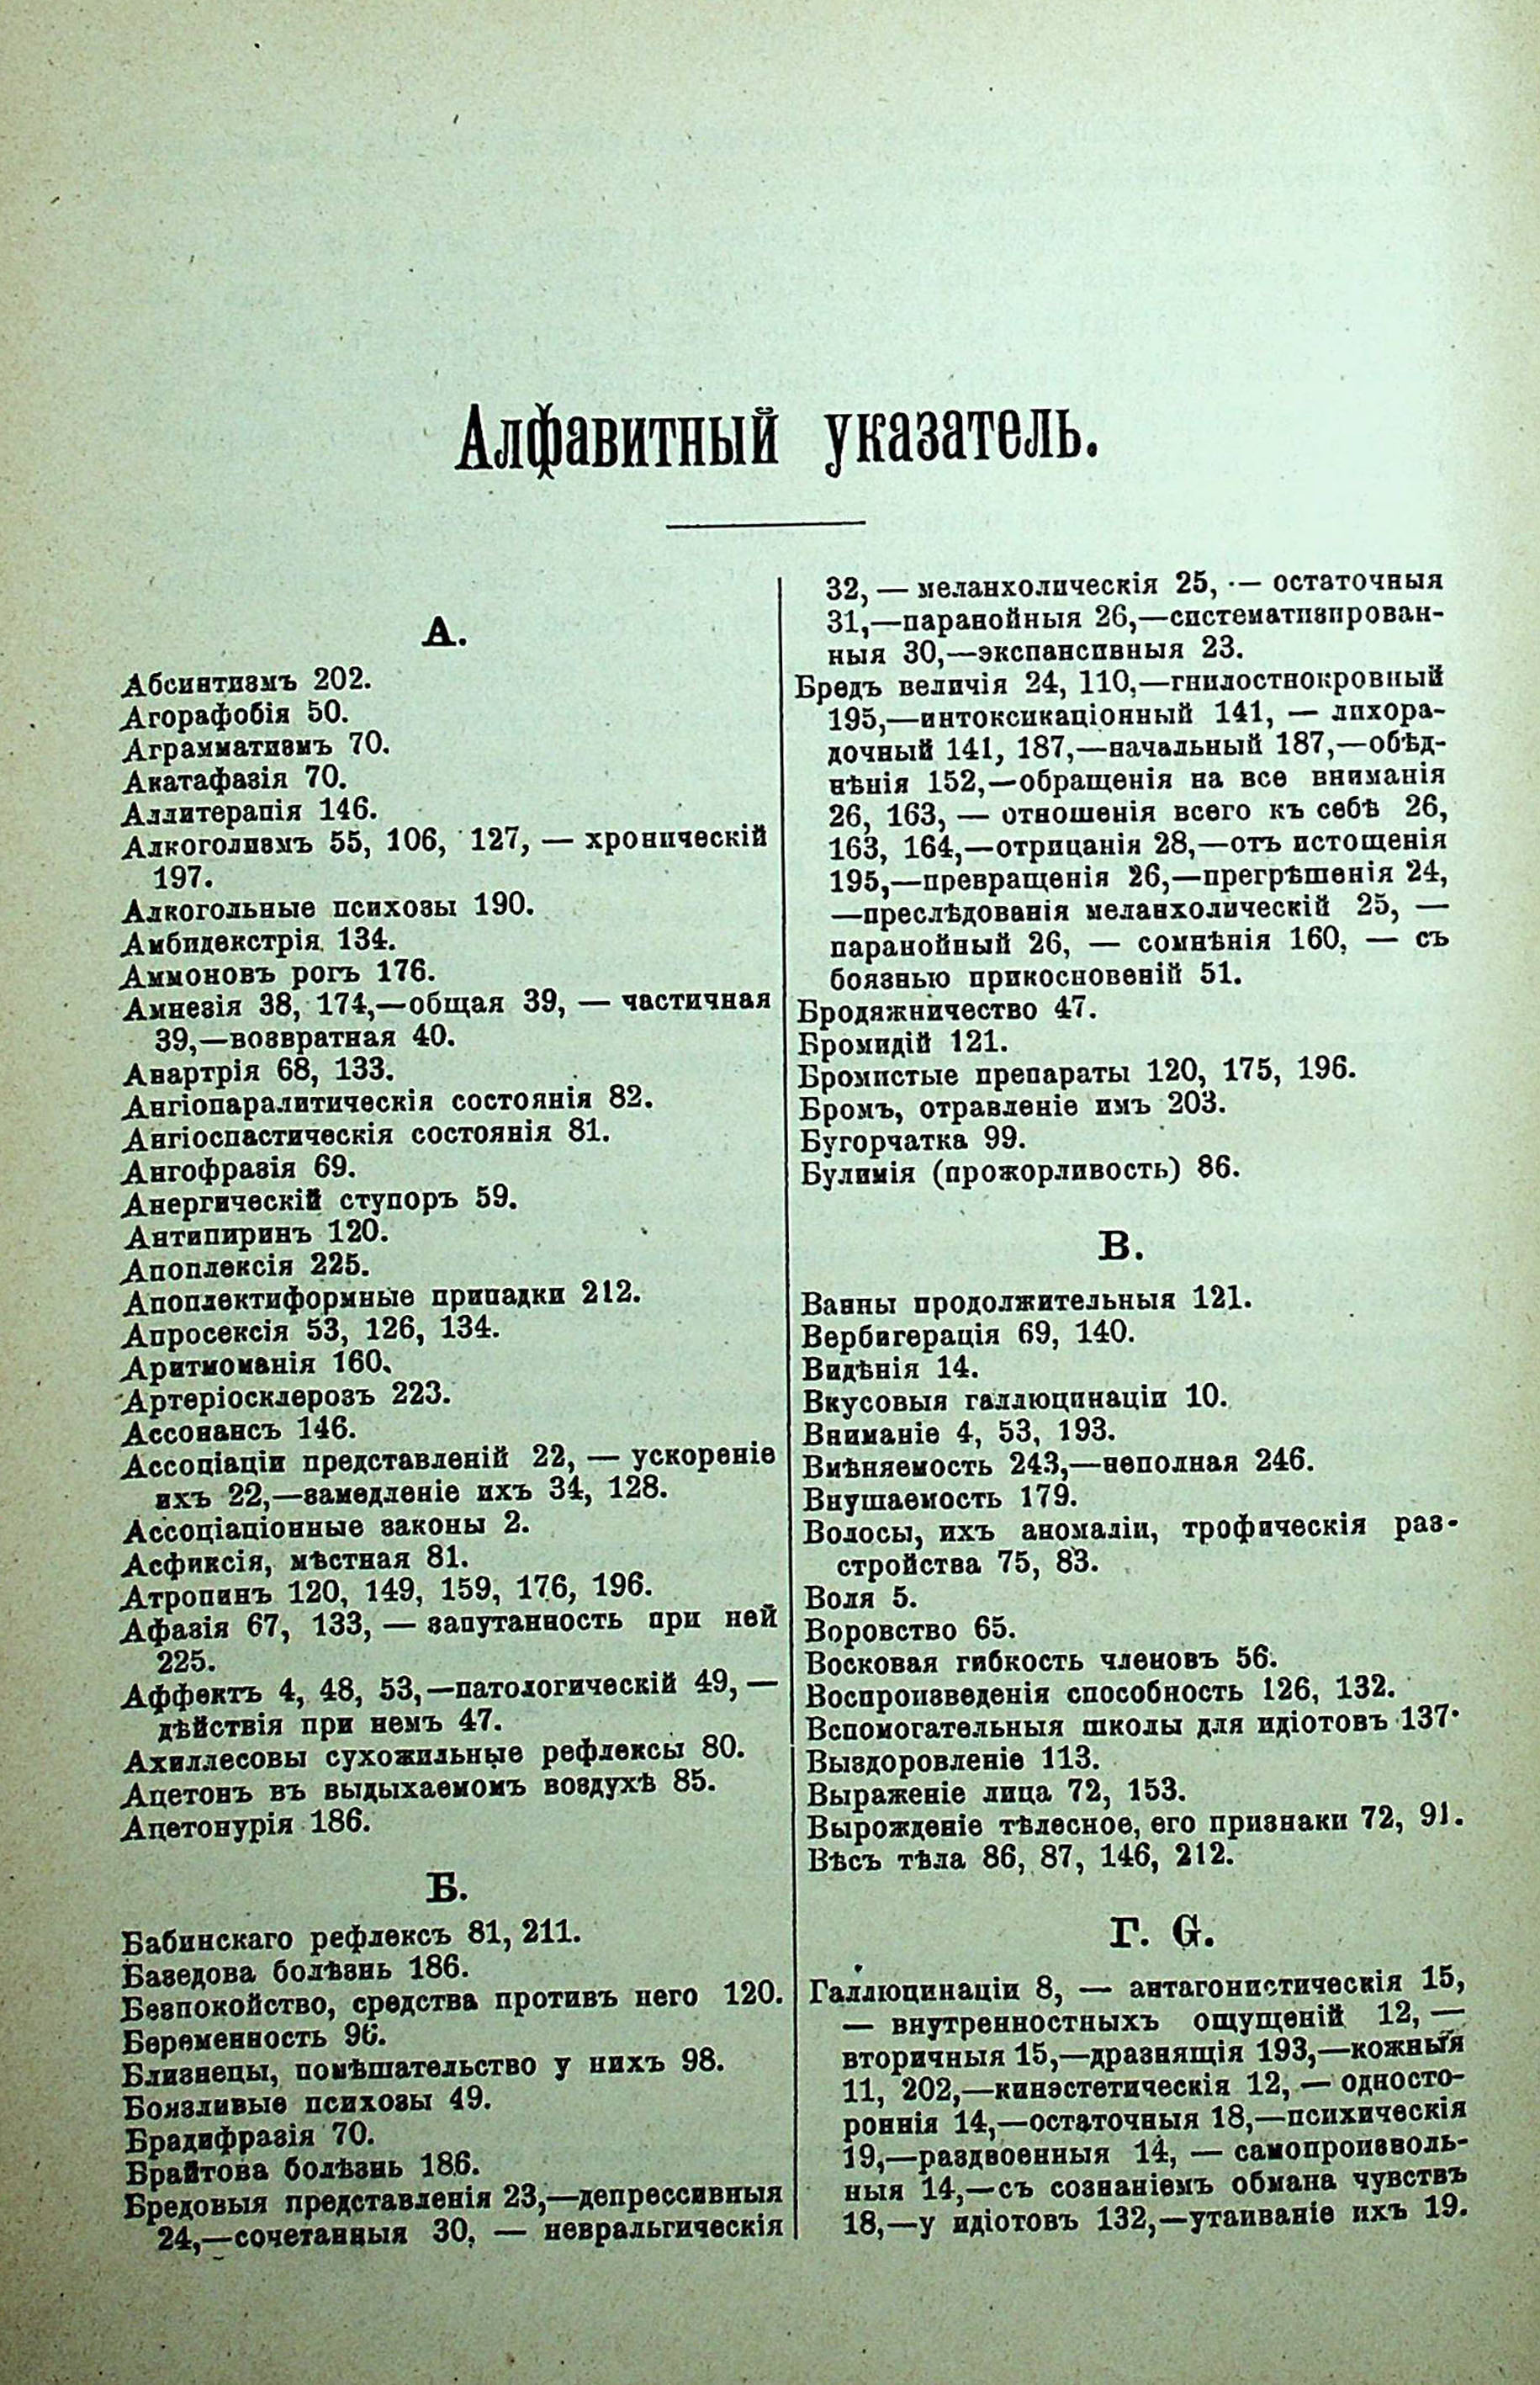 Алфавитный указатель.
А.
Абсинтизмъ 202.
Агорафобія 50.
Аграмматизмъ 70.
Акатафазія 70.
Аллитерапія 146.
Алкоголизмъ 55, 106, 127, — хроническій
197.
Алкогольные психозы 190.
Амбидекстрія 134.
Аммоновъ рогъ 176.
Амнезія 38, 174,—общая 39, — частичная
39,—возвратная 40.
Анартрія 68, 133.
Ангіопаралитическія состоянія 82.
Ангіоспастическія состоянія 81.
Ангофразія 69.
Анергическій ступоръ 59.
Антипиринъ 120.
Апоплексія 225.
Апоплектиформные припадки 212.
Апросексія 53, 126, 134.
Аритмоманія 160.
Артеріосклерозъ 223.
Ассонансъ 146.
Ассоціаціи представленій 22, — ускореніе
ихъ 22,—замедленіе ихъ 34, 128.
Ассоціаціонные законы 2.
Асфиксія, мѣстная 81.
Атропинъ 120, 149, 159, 176, 196.
Афазія 67, 133, — запутанность при ней
225.
Аффектъ 4, 48, 53,—патологическій 49, —
дѣйствія при немъ 47.
Ахиллесовы сухожильные рефлексы 80.
Ацетонъ въ выдыхаемомъ воздухѣ 85.
Ацетонурія 186.
Б.
Бабинскаго рефлексъ 81, 211.
Базедова болѣзнь 186.
Безпокойство, средства противъ него 120.
Беременность 96.
Близнецы, помѣшательство у нихъ 98.
Боязливые психозы 49.
Брадифразія 70.
Брайтова болѣзнь 186.
Бредовыя представленія 23,—депрессивныя
24,—сочетанныя 30, — невральгическія
32, — меланхолическія 25, — остаточныя
31,—паранойныя 26,—систематизирован-
ныя 30,—экспансивныя 23.
Бредъ величія 24, 110,—гнилостнокровный
195,—интоксикаціонный 141, — лихора-
дочный 141, 187,—начальный 187,—обѣд-
нѣнія 152,—обращенія на все вниманія
26, 163, — отношенія всего къ себѣ 26,
163, 164,—отрицанія 28,—отъ истощенія
195,—превращенія 26,—прегрѣшенія 24,
—преслѣдованія меланхолическій 25, —
паранойный 26, — сомнѣнія 160, — съ
боязнью прикосновеній 51.
Бродяжничество 47.
Бромидій 121.
Бромистые препараты 120, 175, 196.
Бромъ, отравленіе имъ 203.
Бугорчатка 99.
Булимія (прожорливость) 86.
В.
Ванны продолжительныя 121.
Вербигерація 69, 140.
Видѣнія 14.
Вкусовыя галлюцинаціи 10.
Вниманіе 4, 53, 193.
Вмѣняемость 243,—неполная 246.
Внушаемость 179.
Волосы, ихъ аномаліи, трофическія раз-
стройства 75, 83.
Воля 5.
Воровство 65.
Восковая гибкость членовъ 56.
Воспроизведенія способность 126, 132.
Вспомогательныя школы для идіотовъ 137.
Выздоровленіе 113.
Выраженіе лица 72, 153.
Вырожденіе тѣлесное, его признаки 72, 91.
Вѣсъ тѣла 86, 87, 146, 212.
Г. G.
Галлюцинаціи 8, — антагонистическія 15,
— внутренностныхъ ощущеній 12, —
вторичныя 15,—дразнящія 193,—кожныя
11, 202,—кинэстетическія 12, — односто-
роннія 14,—остаточныя 18,—психическія
19,—раздвоенныя 14, — самопроизволь-
ныя 14,—съ сознаніемъ обмана чувствъ
18,—у идіотовъ 132,—утаиваніе ихъ 19.